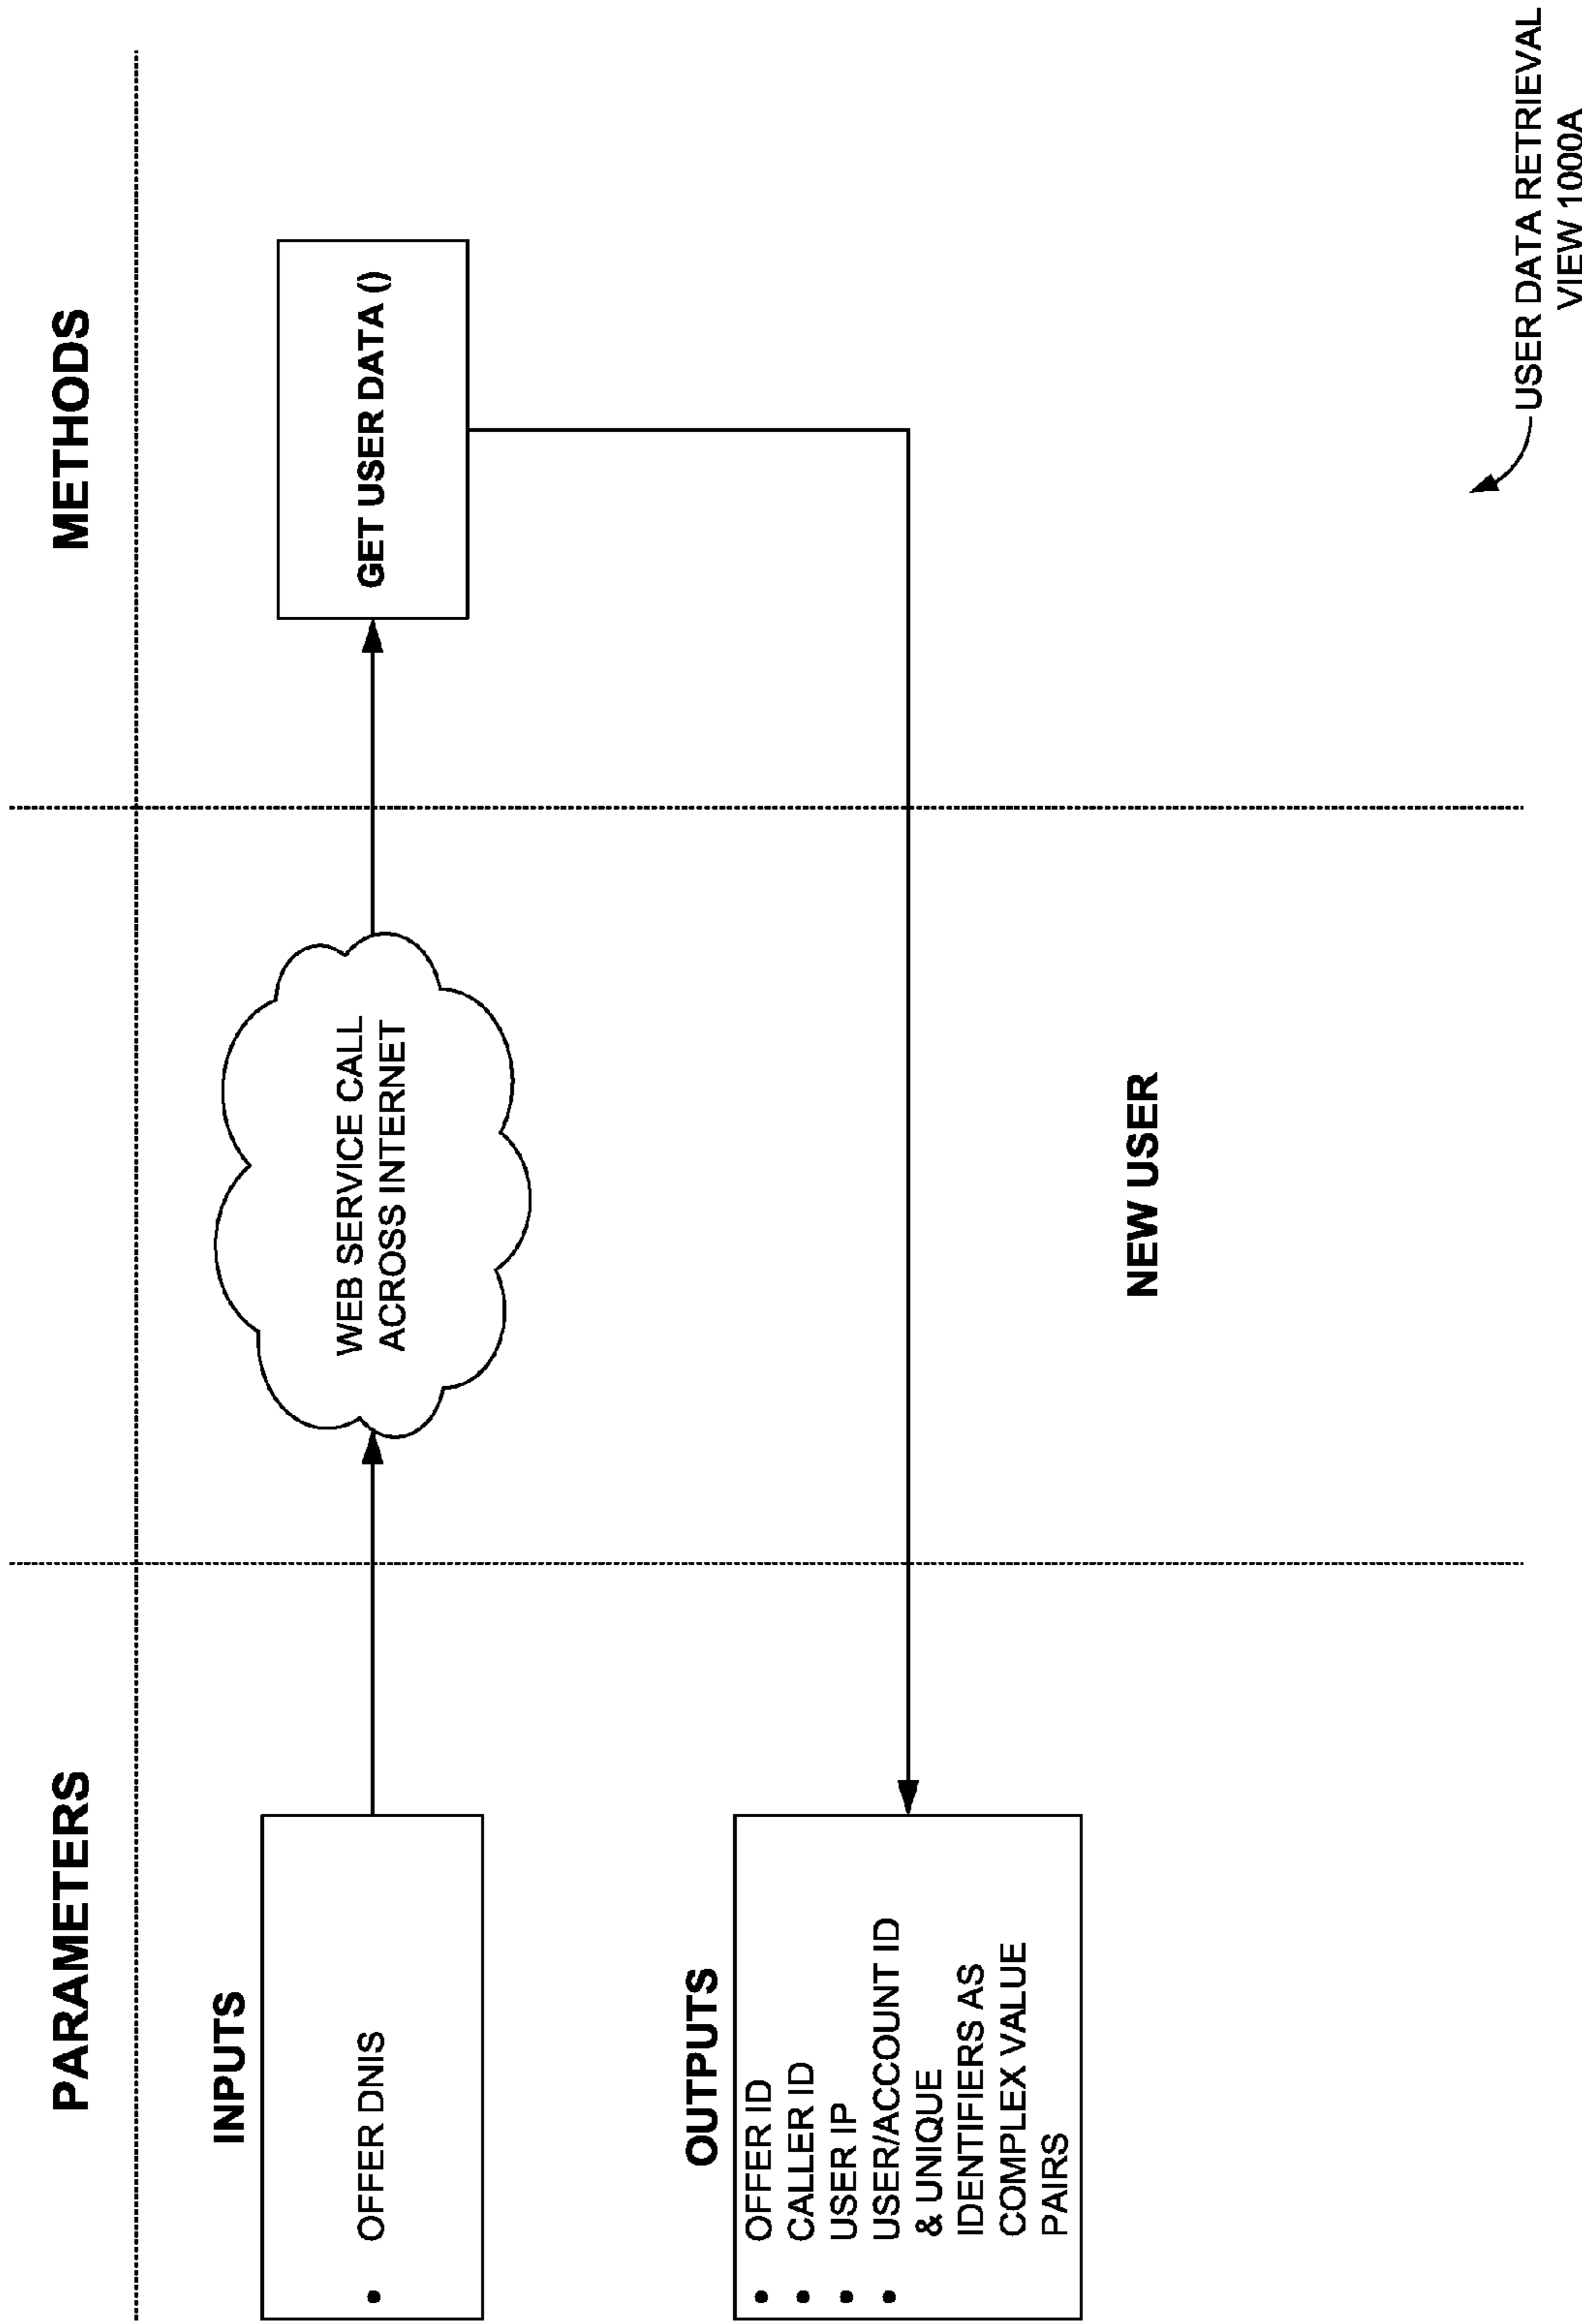 PARAMETERS
METHODS
INPUTS
• OFFER DNIS
WEB SERVICE CALL
ACROSS INTERNET
GET USER DATA ()
OUTPUTS
• OFFER ID
• CALLER ID
• USER IP
• USER/ACCOUNT ID
& UNIQUE
IDENTIFIERS AS
COMPLEX VALUE
PAIRS
NEW USER
USER DATA RETRIEVAL
VIEW 1000A